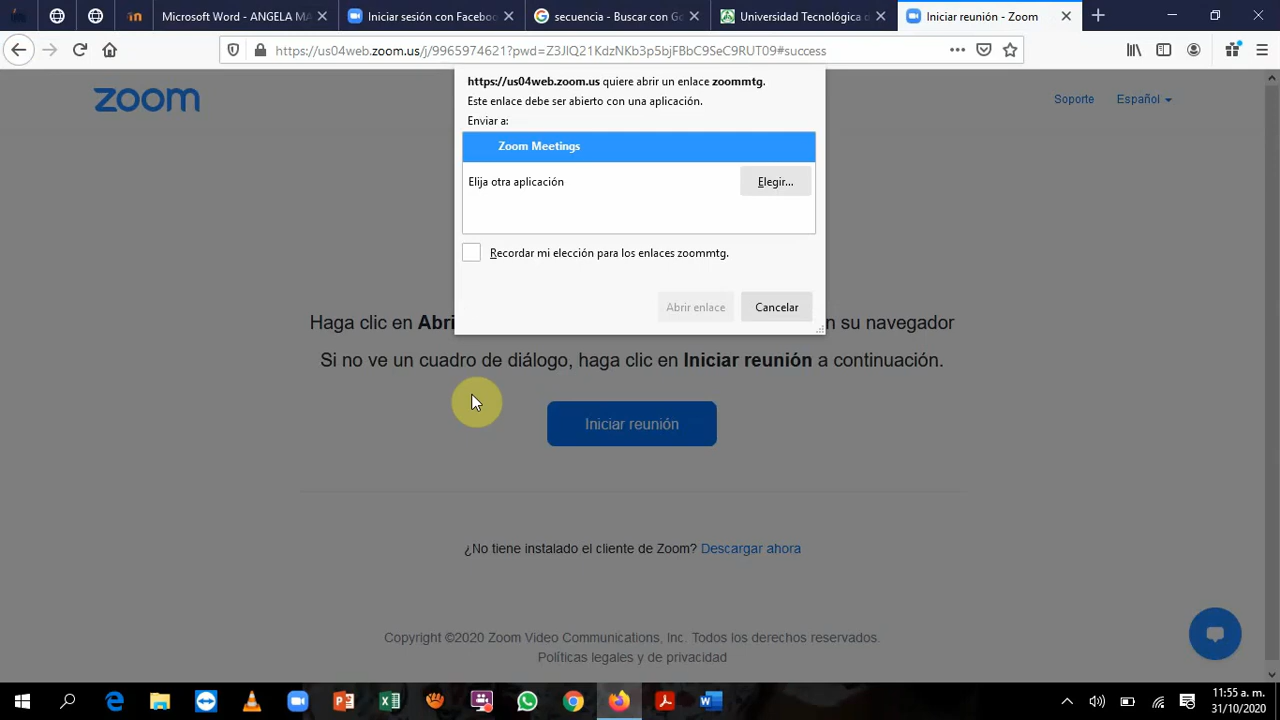 Microsoft Word - ANGELA MA
Iniciar sesión con Facebo
secuencia - Buscar con Go
Universidad Tecnológica d
Iniciar reunión - Zoom
https://us04web.zoom.us/j/9965974621?pwd=Z3JlQ21KdzNKb3p5bjFBbC9SeC9RUT09#success
zoom
Soporte
Español
https://us04web.zoom.us quiere abrir un enlace zoommtg.
Este enlace debe ser abierto con una aplicación.
Enviar a:
Zoom Meetings
Elija otra aplicación
Elegir...
Recordar mi elección para los enlaces zoommtg.
Abrir enlace
Cancelar
Haga clic en Abri
n su navegador
Si no ve un cuadro de diálogo, haga clic en Iniciar reunión a continuación.
Iniciar reunión
¿No tiene instalado el cliente de Zoom? Descargar ahora
Copyright ©2020 Zoom Video Communications, Inc. Todos los derechos reservados.
Políticas legales y de privacidad
11:55 a. m.
31/10/2020